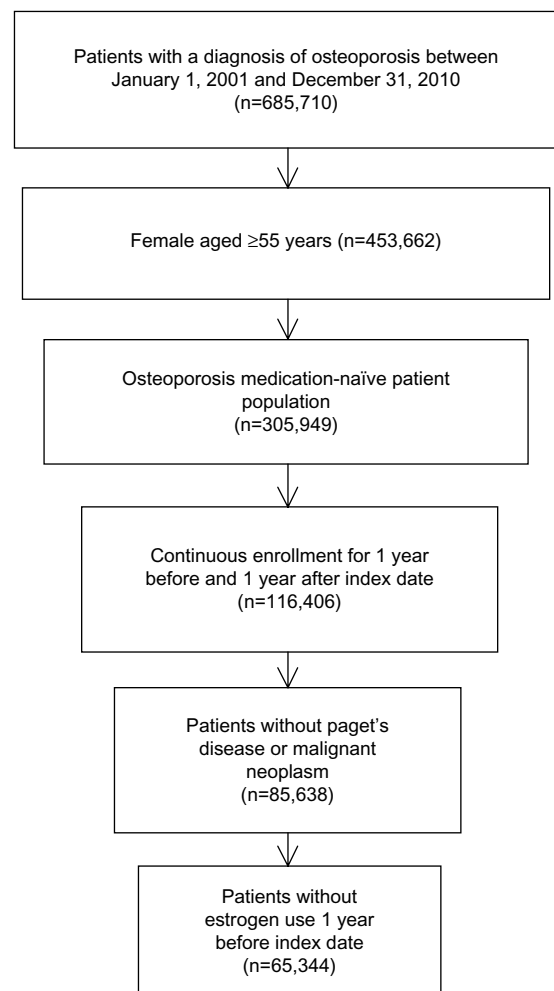 Patients with a diagnosis of osteoporosis between
January 1, 2001 and December 31, 2010
(n=685,710)
Female aged ≥55 years (n=453,662)
Osteoporosis medication-naïve patient
population
(n=305,949)
Continuous enrollment for 1 year
before and 1 year after index date
(n=116,406)
Patients without paget’s
disease or malignant
neoplasm
(n=85,638)
Patients without
estrogen use 1 year
before index date
(n=65,344)